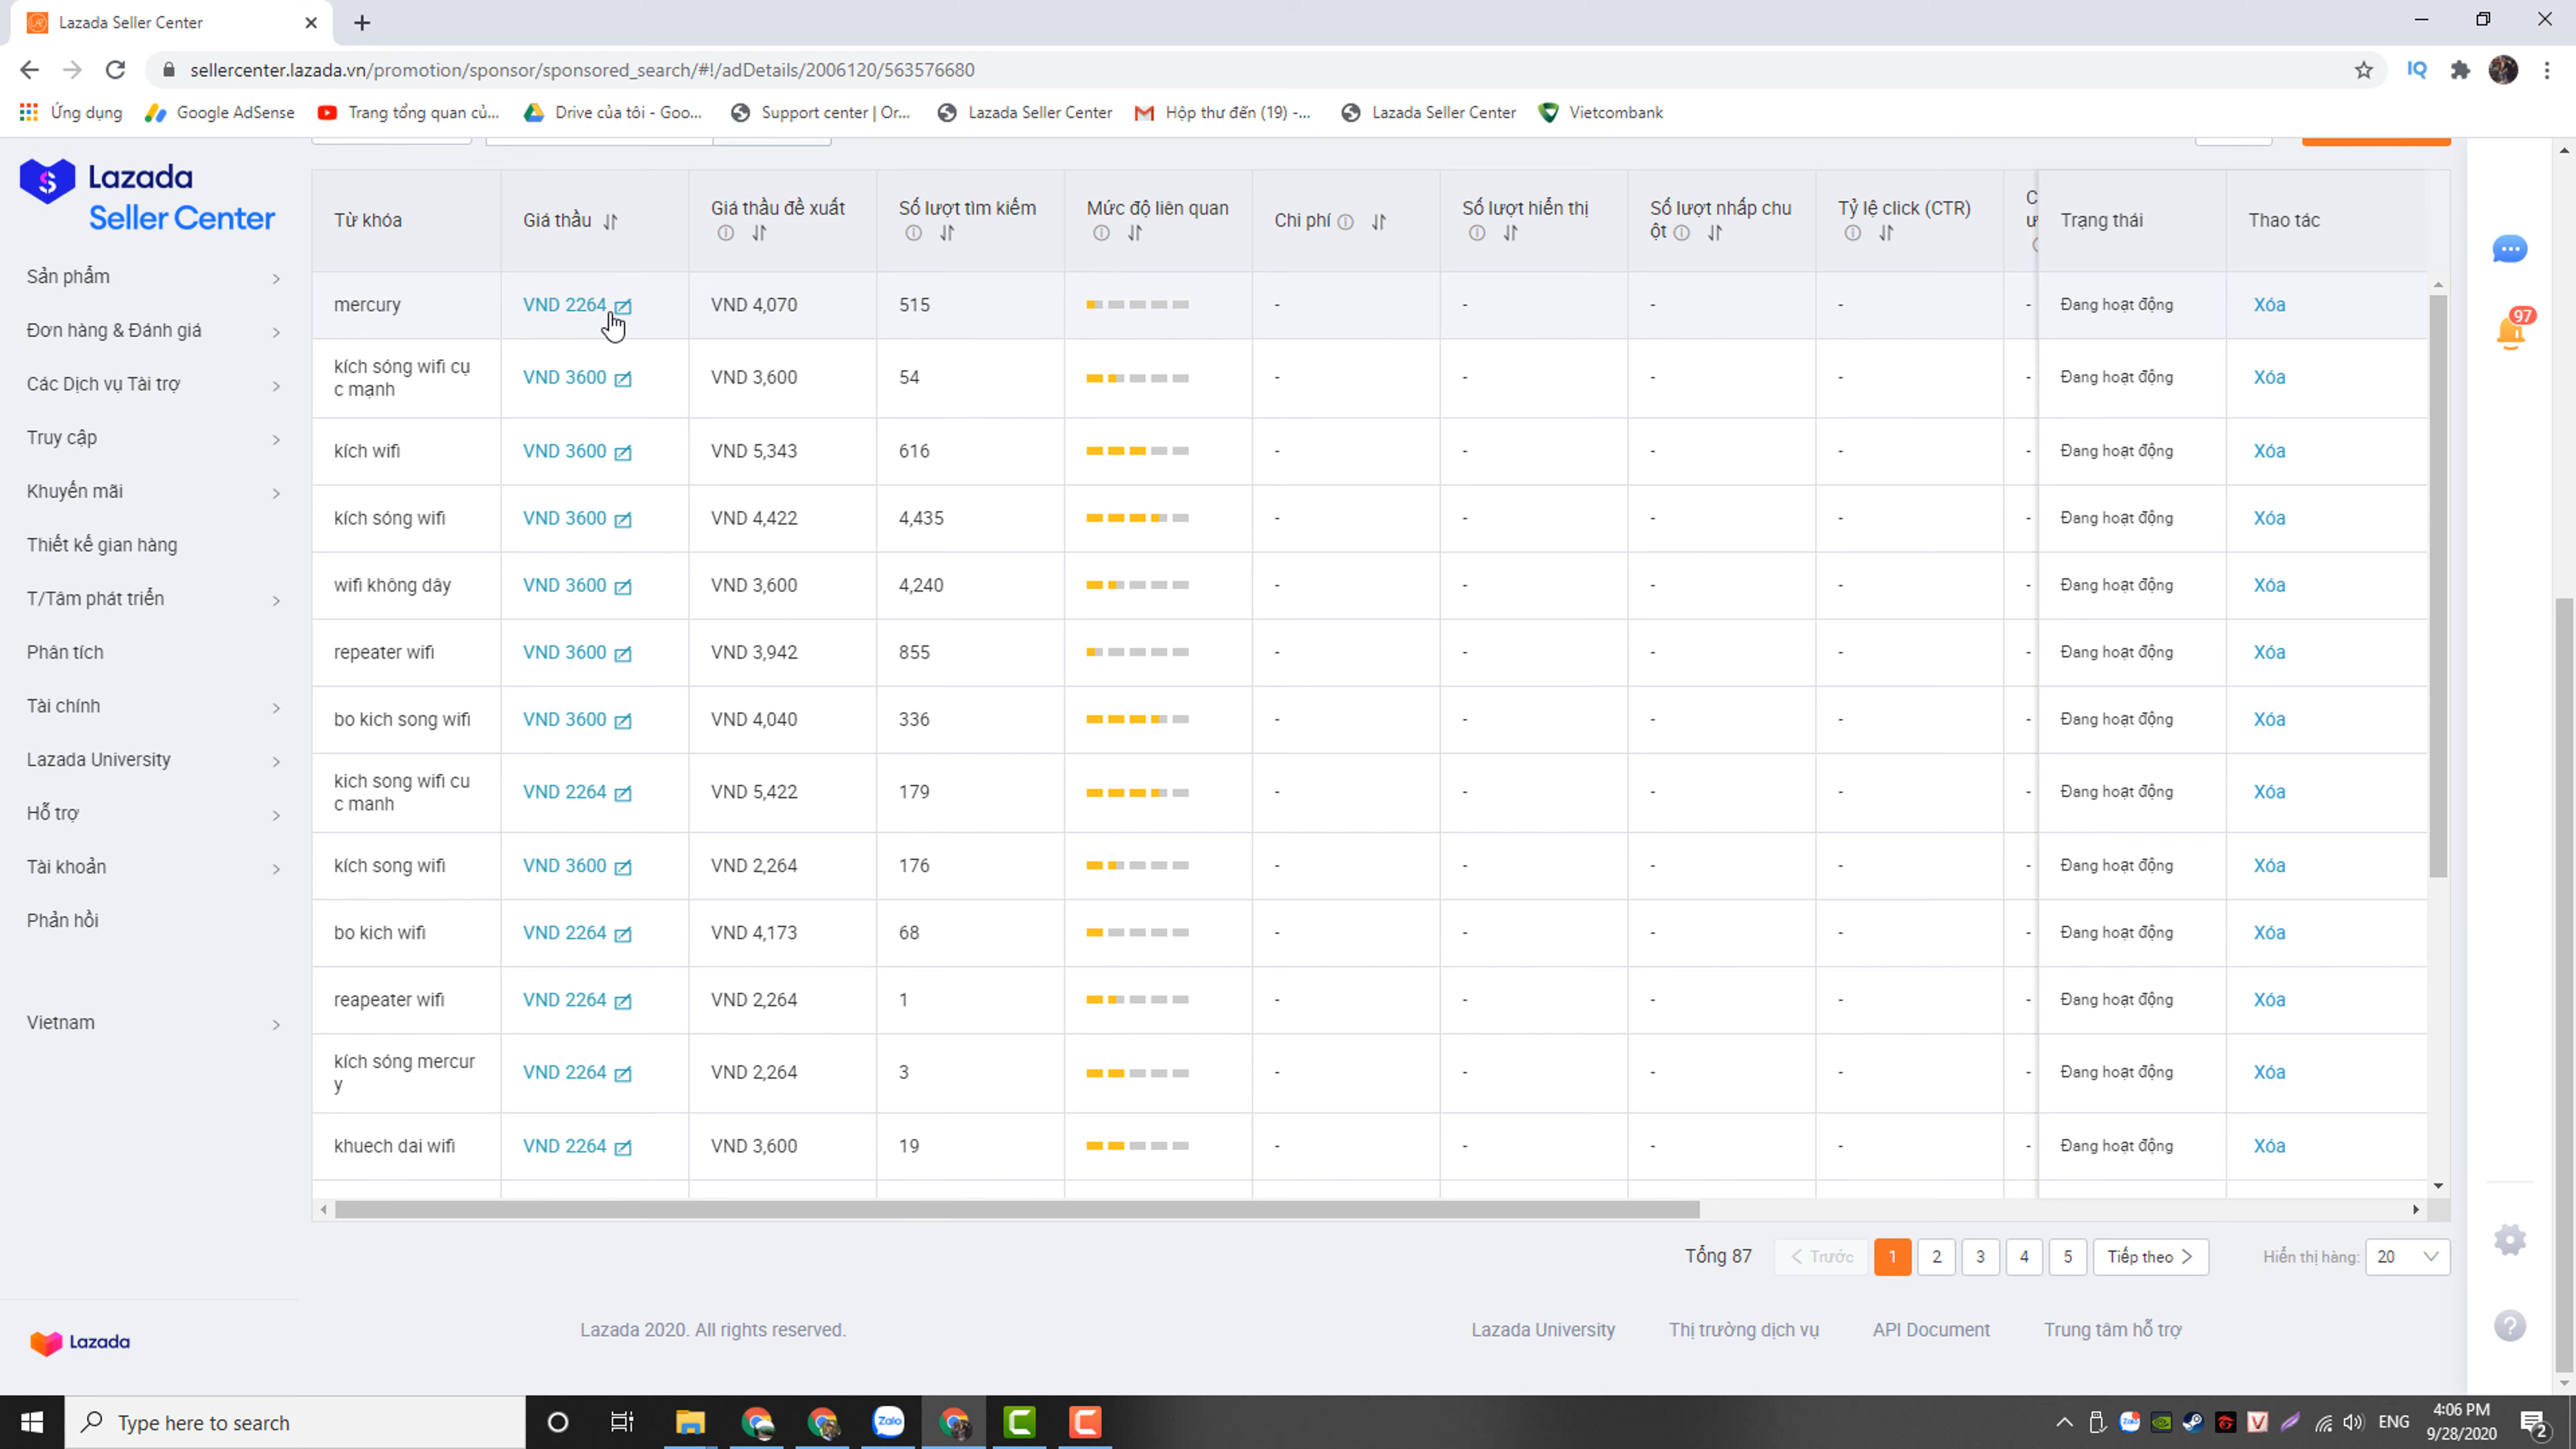 Lazada Seller Center
sellercenter.lazada.vn/promotion/sponsor/sponsored_search/#!/adDetails/2006120/563576680
IQ
Ứng dụng Google AdSense Trang tổng quan củ... Drive của tôi - Goo... Support center | Or... Lazada Seller Center Hộp thư đến (19) -... Lazada Seller Center Vietcombank
Lazada
Seller Center
Sản phẩm
Đơn hàng & Đánh giá
Các Dịch vụ Tài trợ
Truy cập
Khuyến mãi
Thiết kế gian hàng
T/Tâm phát triển
Phân tích
Tài chính
Lazada University
Hỗ trợ
Tài khoản
Phản hồi
Vietnam
Lazada
Từ khóa Giá thầu Giá thầu đề xuất Số lượt tìm kiếm Mức độ liên quan Chi phí Số lượt hiển thị Số lượt nhấp chu Tỷ lệ click (CTR) Trạng thái Thao tác
ột
mercury VND 2264 VND 4,070 515 - - - - - Đang hoạt động Xóa
kích sóng wifi cự
c mạnh VND 3600 VND 3,600 54 - - - - - Đang hoạt động Xóa
kích wifi VND 3600 VND 5,343 616 - - - - - Đang hoạt động Xóa
kích sóng wifi VND 3600 VND 4,422 4,435 - - - - - Đang hoạt động Xóa
wifi không dây VND 3600 VND 3,600 4,240 - - - - - Đang hoạt động Xóa
repeater wifi VND 3600 VND 3,942 855 - - - - - Đang hoạt động Xóa
bo kich song wifi VND 3600 VND 4,040 336 - - - - - Đang hoạt động Xóa
kich song wifi cu
c manh VND 2264 VND 5,422 179 - - - - - Đang hoạt động Xóa
kích song wifi VND 3600 VND 2,264 176 - - - - - Đang hoạt động Xóa
bo kich wifi VND 2264 VND 4,173 68 - - - - - Đang hoạt động Xóa
reapeater wifi VND 2264 VND 2,264 1 - - - - - Đang hoạt động Xóa
kích sóng mercur
y VND 2264 VND 2,264 3 - - - - - Đang hoạt động Xóa
khuech dai wifi VND 2264 VND 3,600 19 - - - - - Đang hoạt động Xóa
97
Tổng 87 < Trước 1 2 3 4 5 Tiếp theo > Hiển thị hàng: 20
Lazada 2020. All rights reserved. Lazada University Thị trường dịch vụ API Document Trung tâm hỗ trợ
Type here to search
Zalo
ENG
4:06 PM
9/28/2020
2